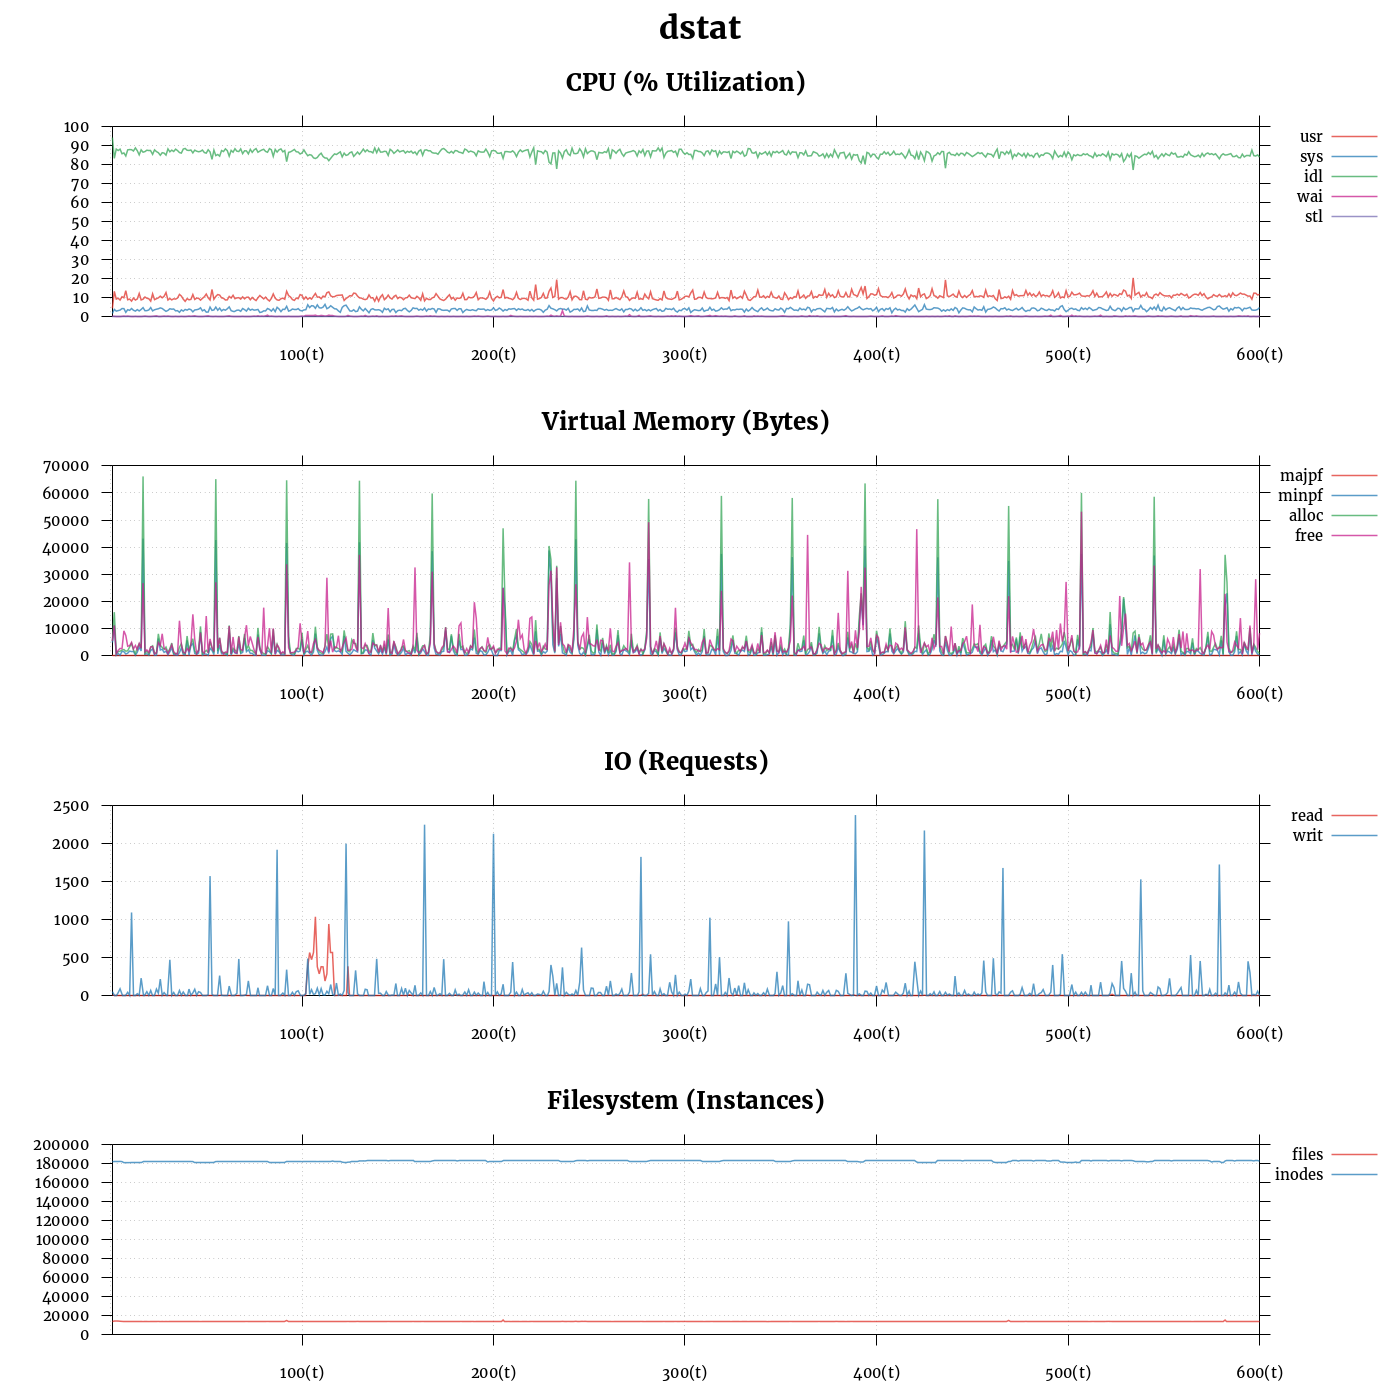 dstat
CPU (% Utilization)
100
90
80
70
60
50
40
30
20
10
0
100(t) 200(t) 300(t) 400(t) 500(t) 600(t)
usr
sys
idl
wai
stl
Virtual Memory (Bytes)
70000
60000
50000
40000
30000
20000
10000
0
100(t) 200(t) 300(t) 400(t) 500(t) 600(t)
majpf
minpf
alloc
free
IO (Requests)
2500
2000
1500
1000
500
0
100(t) 200(t) 300(t) 400(t) 500(t) 600(t)
read
writ
Filesystem (Instances)
200000
180000
160000
140000
120000
100000
80000
60000
40000
20000
0
100(t) 200(t) 300(t) 400(t) 500(t) 600(t)
files
inodes